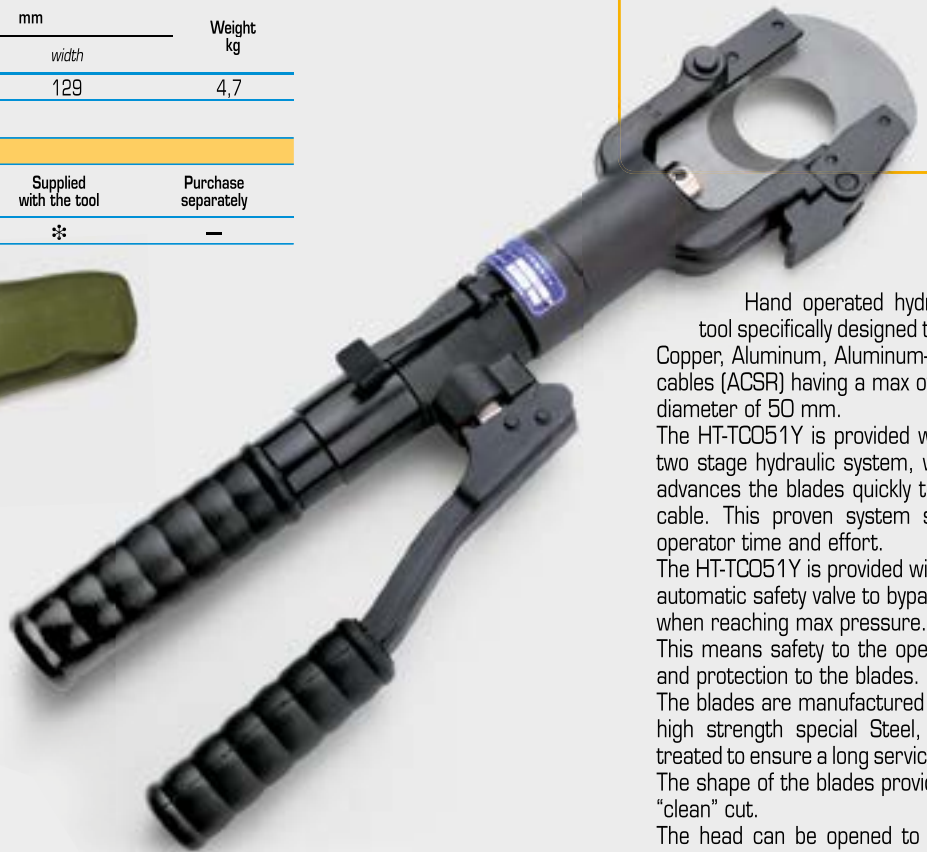 mm
Weight
kg
width
129 4,7
Supplied
with the tool
Purchase
separately
✻ –
Hand operated hydr
tool specifically designed t
Copper, Aluminum, Aluminum-
cables (ACSR) having a max o
diameter of 50 mm.
The HT-TC051Y is provided w
two stage hydraulic system, w
advances the blades quickly t
cable. This proven system s
operator time and effort.
The HT-TC051Y is provided wi
automatic safety valve to bypa
when reaching max pressure.
This means safety to the ope
and protection to the blades.
The blades are manufactured
high strength special Steel,
treated to ensure a long servic
The shape of the blades provid
“clean” cut.
The head can be opened to